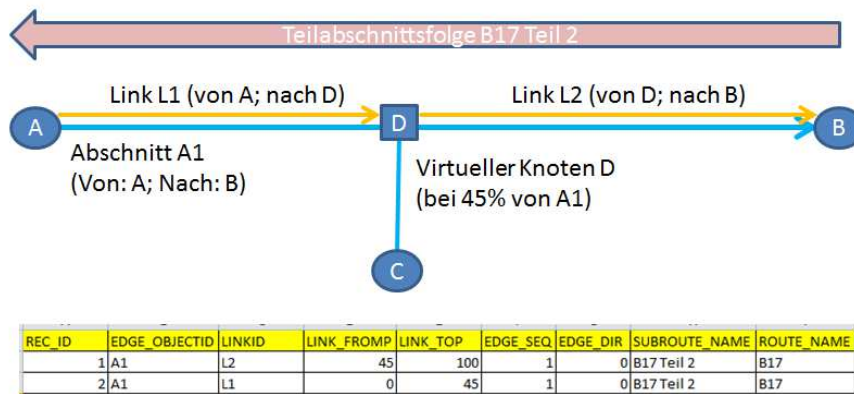 Teilabschnittsfolge B17 Teil 2
Link L1 (von A; nach D)
Link L2 (von D; nach B)
A
D
B
Abschnitt A1
(Von: A; Nach: B)
Virtueller Knoten D
(bei 45% von A1)
C
REC_ID EDGE_OBJECTID LINKID LINK_FROMP LINK_TOP EDGE_SEQ EDGE_DIR SUBROUTE_NAME ROUTE_NAME
1 A1 L2 45 100 1 0 B17 Teil 2 B17
2 A1 L1 0 45 1 0 B17 Teil 2 B17